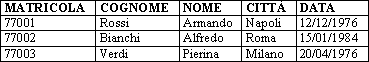 MATRICOLA COGNOME NOME CITTÀ DATA
77001 Rossi Armando Napoli 12/12/1976
77002 Bianchi Alfredo Roma 15/01/1984
77003 Verdi Pierina Milano 20/04/1976